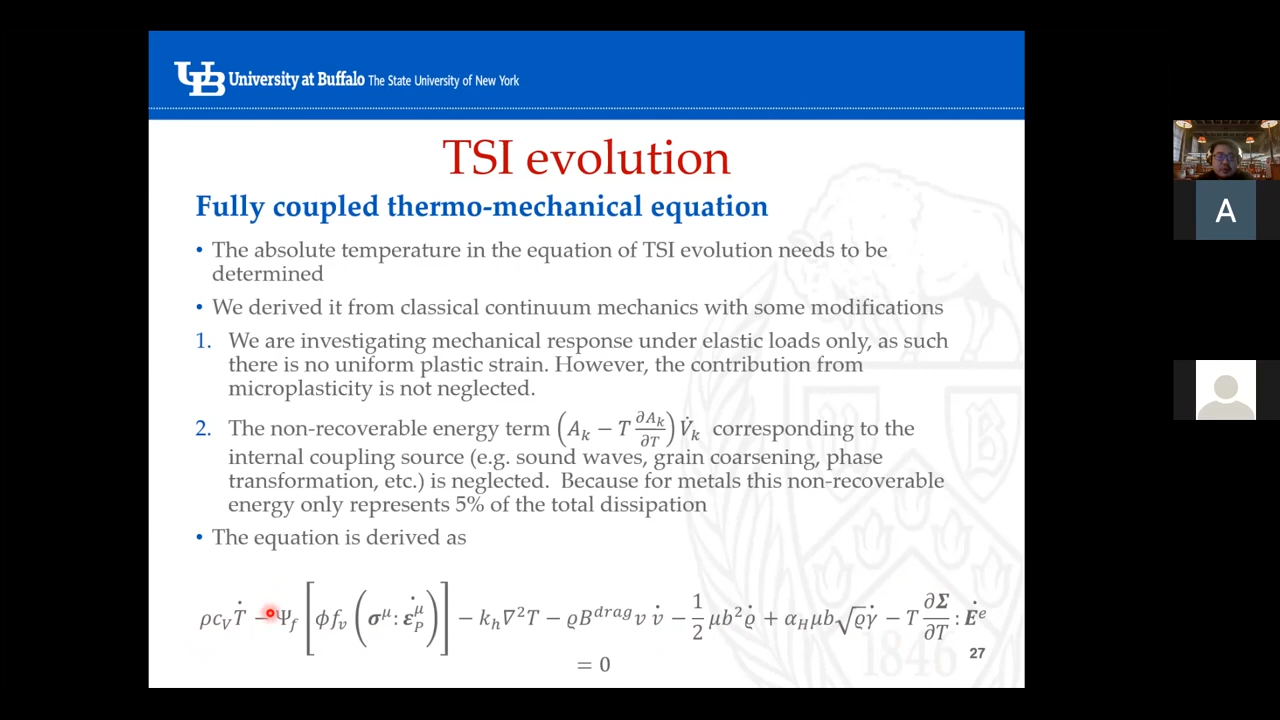 UB University at Buffalo The State University of New York
TSI evolution
Fully coupled thermo-mechanical equation
• The absolute temperature in the equation of TSI evolution needs to be
determined
• We derived it from classical continuum mechanics with some modifications
1. We are investigating mechanical response under elastic loads only, as such
there is no uniform plastic strain. However, the contribution from
microplasticity is not neglected.
2. The non-recoverable energy term (A_k − T ∂A_k/∂T) V̇_k corresponding to the
internal coupling source (e.g. sound waves, grain coarsening, phase
transformation, etc.) is neglected. Because for metals this non-recoverable
energy only represents 5% of the total dissipation
• The equation is derived as
ρc_V Ṫ − Ψ_f [ϕf_v (σ^μ : ε̇_P^μ)] − k_h ∇²T − ϱB^drag v v̇ − 1/2 μb² ϱ̇ + α_H μb√ϱ γ̇ − T ∂Σ/∂T : Ė^e
= 0
27
1846
A